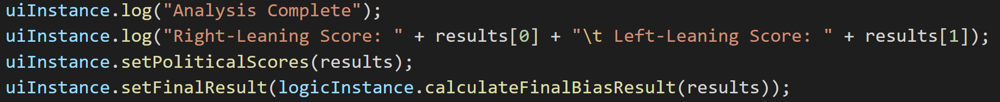 uiInstance.log("Analysis Complete");
uiInstance.log("Right-Leaning Score: " + results[0] + "\t Left-Leaning Score: " + results[1]);
uiInstance.setPoliticalScores(results);
uiInstance.setFinalResult(logicInstance.calculateFinalBiasResult(results));